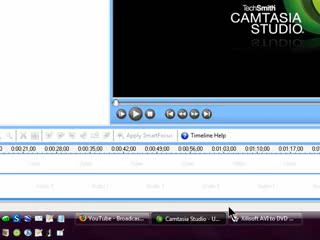 TechSmith
CAMTASIA
STUDIO.
Apply SmartFocus
Timeline Help
0:00:21,00 0:00:28,00 0:00:35,00 0:00:42,00 0:00:49,00 0:00:56,00 0:01:03,00 0:01:10,00 0:01:17,00
YouTube - Broadcas...
Camtasia Studio - U...
Xilisoft AVI to DVD ...